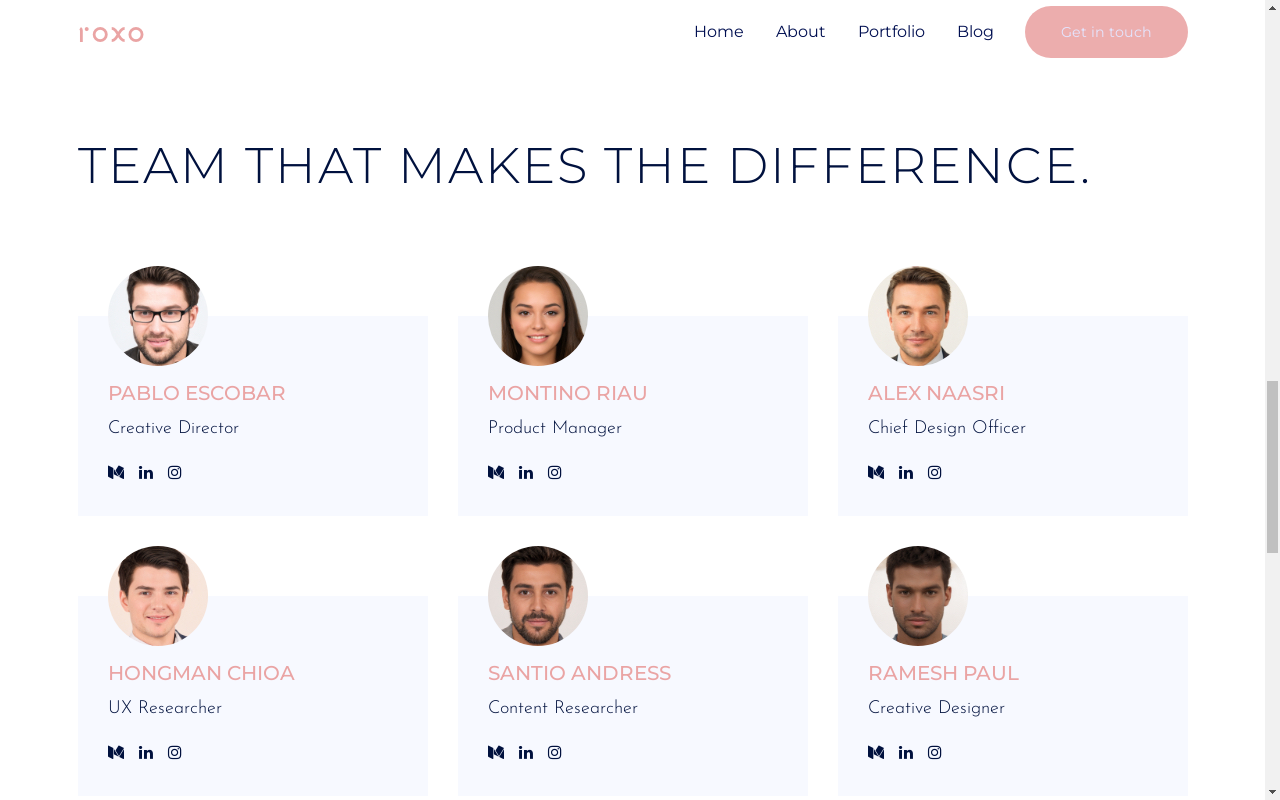 roxo
Home
About
Portfolio
Blog
Get in touch
TEAM THAT MAKES THE DIFFERENCE.
PABLO ESCOBAR
Creative Director
MONTINO RIAU
Product Manager
ALEX NAASRI
Chief Design Officer
HONGMAN CHIOA
UX Researcher
SANTIO ANDRESS
Content Researcher
RAMESH PAUL
Creative Designer